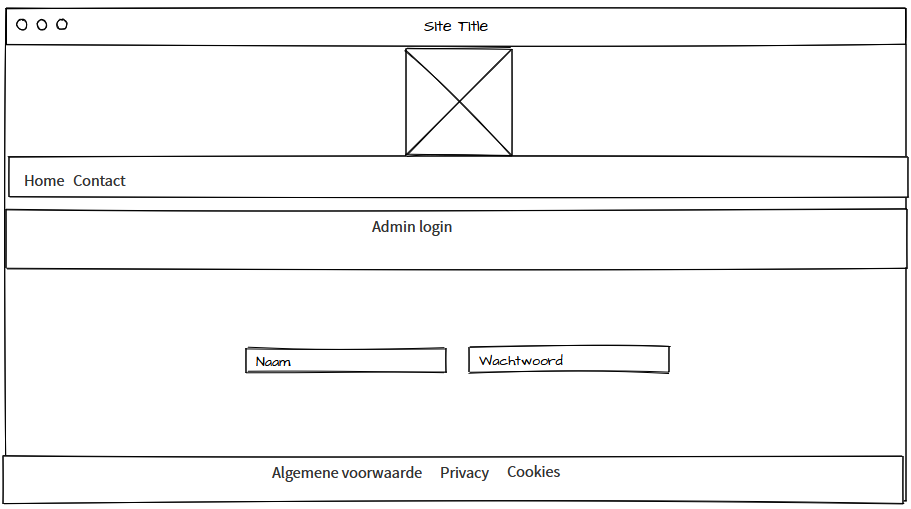 Site Title
Home Contact
Admin login
Naam Wachtwoord
Algemene voorwaarde Privacy Cookies